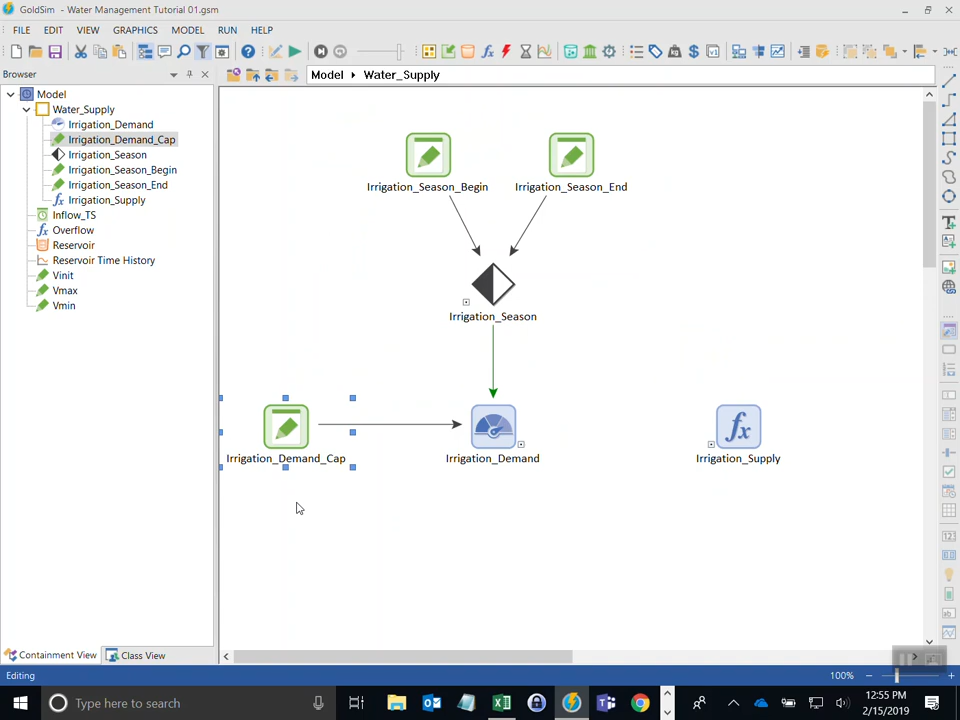 GoldSim - Water Management Tutorial 01.gsm
FILE EDIT VIEW GRAPHICS MODEL RUN HELP
Browser
Model Water_Supply
Model
Water_Supply
Irrigation_Demand
Irrigation_Demand_Cap
Irrigation_Season
Irrigation_Season_Begin
Irrigation_Season_End
Irrigation_Supply
Inflow_TS
Overflow
Reservoir
Reservoir Time History
Vinit
Vmax
Vmin
Irrigation_Season_Begin
Irrigation_Season_End
Irrigation_Season
Irrigation_Demand_Cap
Irrigation_Demand
fx
Irrigation_Supply
Containment View
Class View
Editing
100%
Type here to search
12:55 PM
2/15/2019